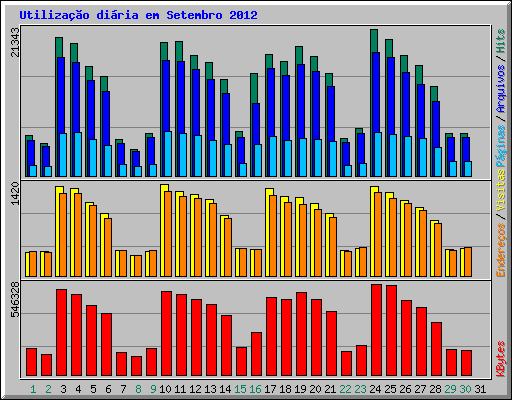 Utilização diária em Setembro 2012
21343
1420
546328
Endereços / Visitas Páginas / Arquivos / Hits
KBytes
1 2 3 4 5 6 7 8 9 10 11 12 13 14 15 16 17 18 19 20 21 22 23 24 25 26 27 28 29 30 31